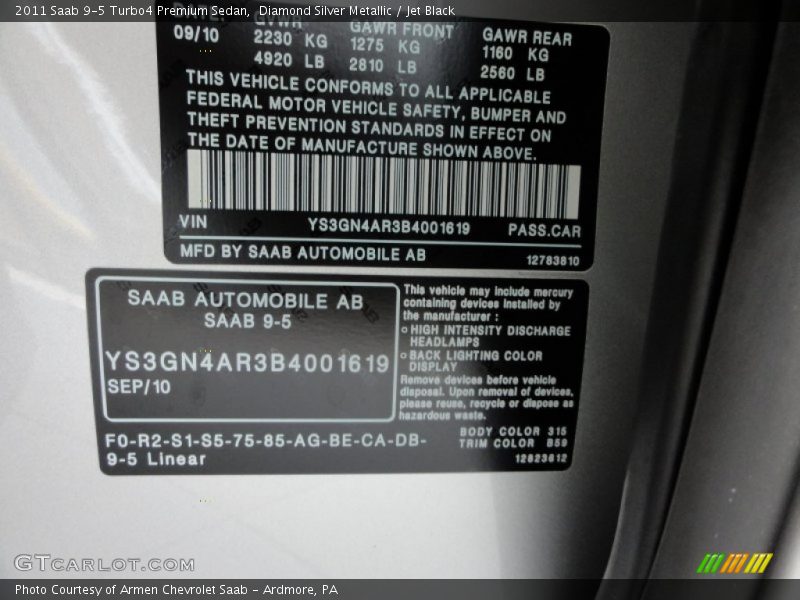 2011 Saab 9-5 Turbo4 Premium Sedan, Diamond Silver Metallic / Jet Black
DATE GVWR GAWR FRONT GAWR REAR
09/10 2230 KG 1275 KG 1160 KG
4920 LB 2810 LB 2560 LB
THIS VEHICLE CONFORMS TO ALL APPLICABLE
FEDERAL MOTOR VEHICLE SAFETY, BUMPER AND
THEFT PREVENTION STANDARDS IN EFFECT ON
THE DATE OF MANUFACTURE SHOWN ABOVE.
VIN YS3GN4AR3B4001619 PASS.CAR
MFD BY SAAB AUTOMOBILE AB 12783810
SAAB AUTOMOBILE AB
SAAB 9-5
YS3GN4AR3B4001619
SEP/10
This vehicle may include mercury
containing devices installed by
the manufacturer :
o HIGH INTENSITY DISCHARGE
HEADLAMPS
o BACK LIGHTING COLOR
DISPLAY
Remove devices before vehicle
disposal. Upon removal of devices,
please reuse, recycle or dispose as
hazardous waste.
F0-R2-S1-S5-75-85-AG-BE-CA-DB-
9-5 Linear
BODY COLOR 315
TRIM COLOR B59
12823612
GTCARLOT.COM
Photo Courtesy of Armen Chevrolet Saab - Ardmore, PA